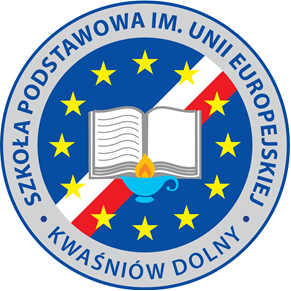 SZKOŁA PODSTAWOWA IM. UNII EUROPEJSKIEJ
• KWAŚNIÓW DOLNY •